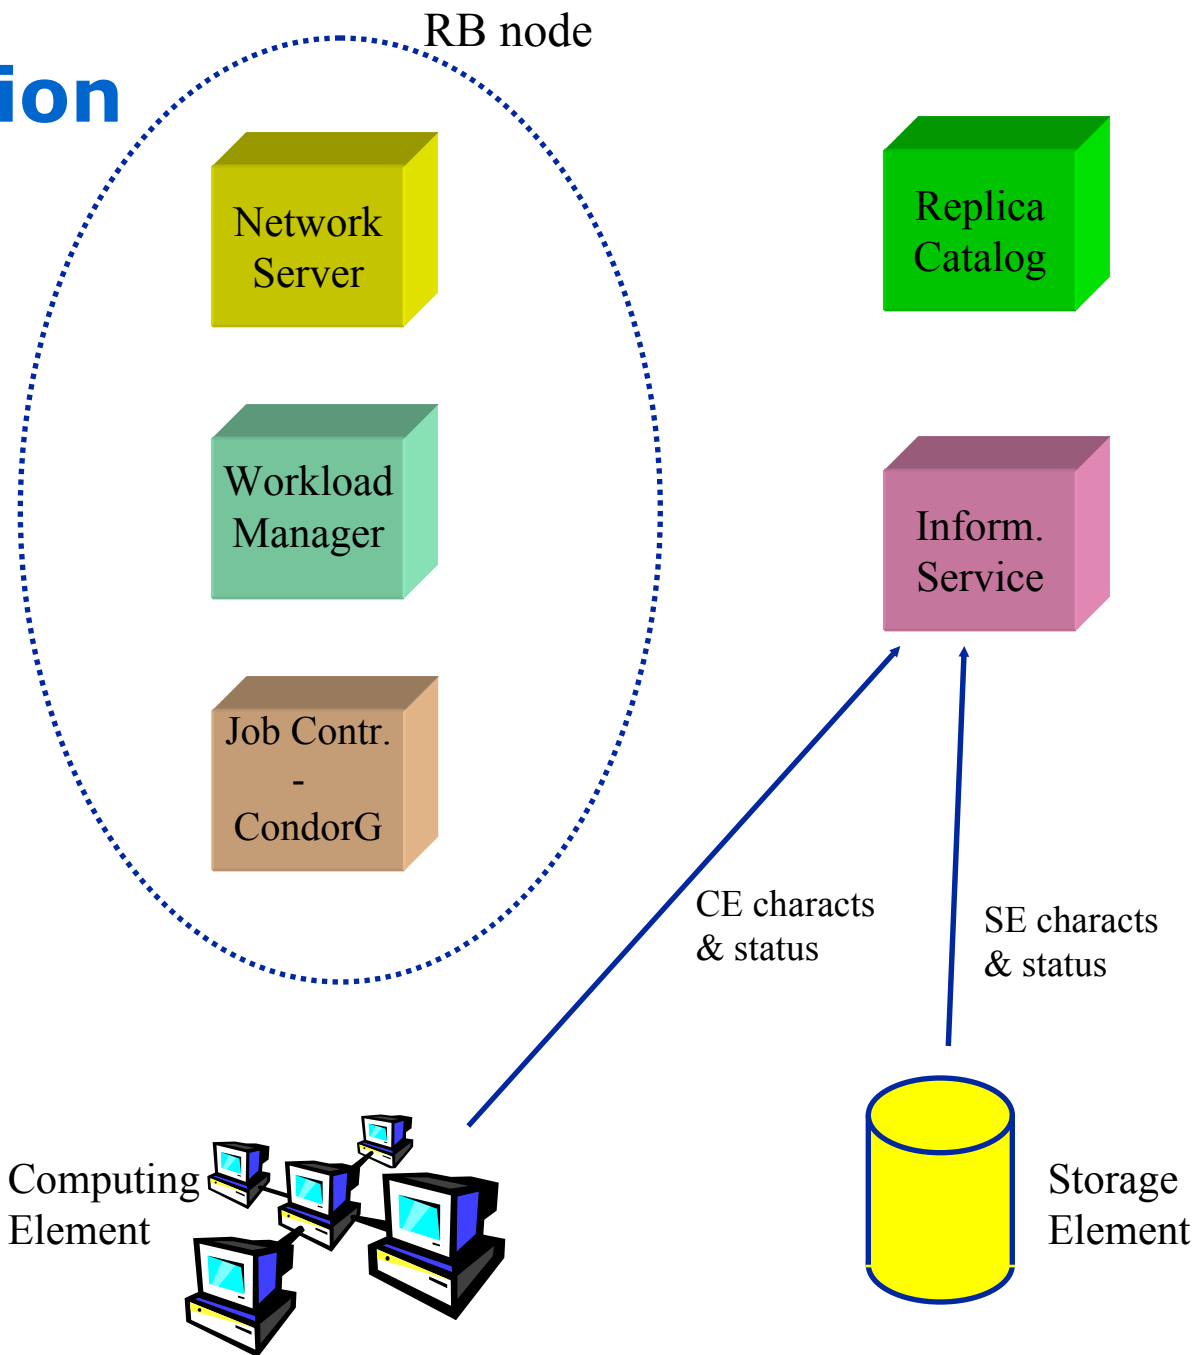 RB node
ion
Network
Server
Replica
Catalog
Workload
Manager
Inform.
Service
Job Contr.
-
CondorG
CE characts
& status
SE characts
& status
Computing
Element
Storage
Element